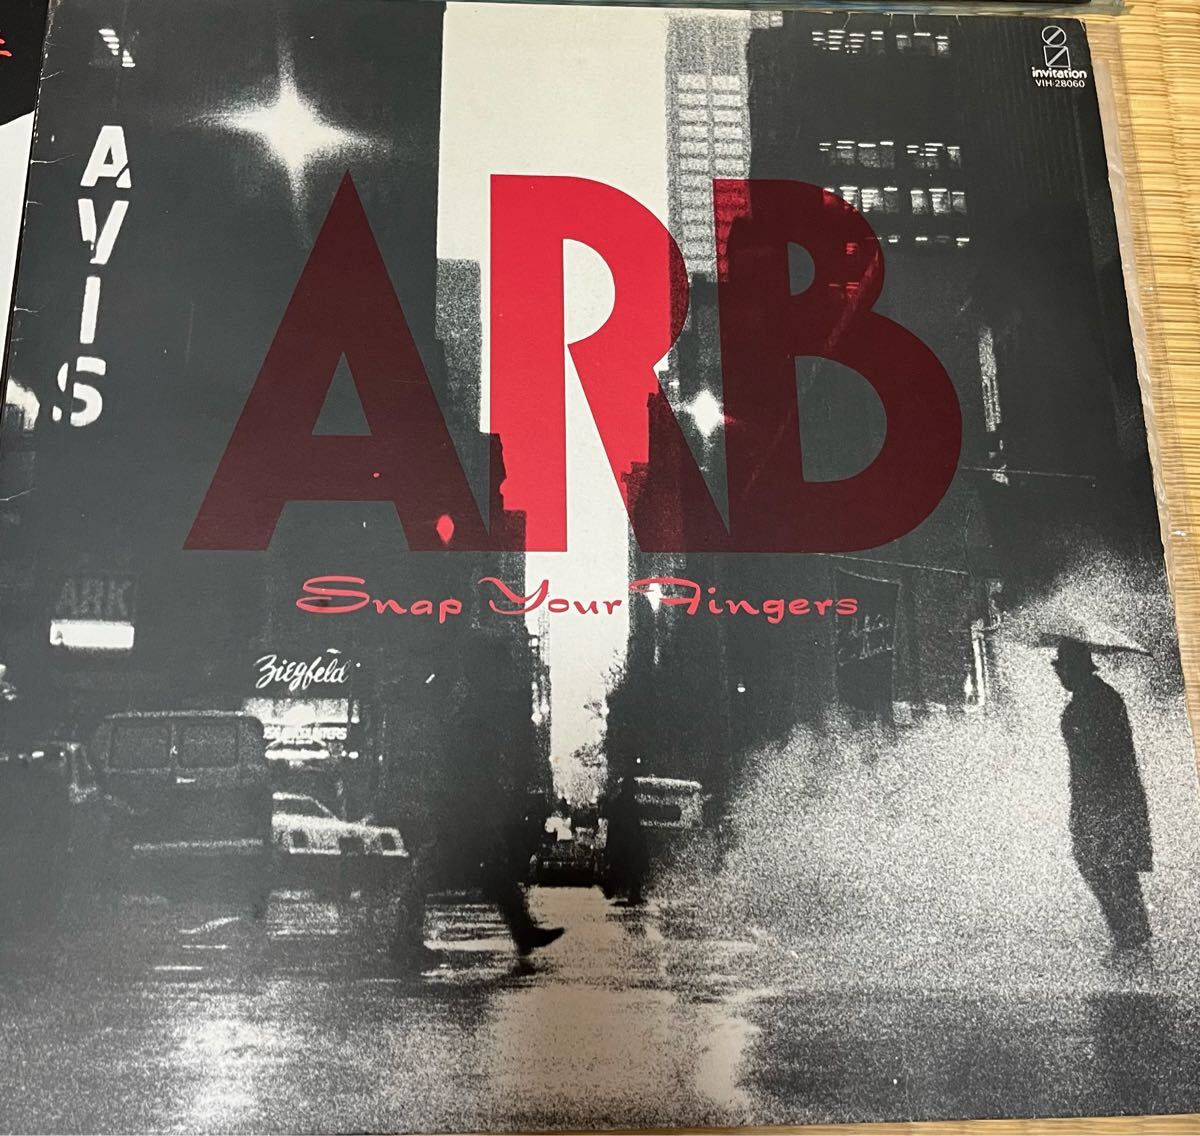 invitation
VIH-28060
AVIS
ARB
Snap Your Fingers
ARK
Ziegfeld